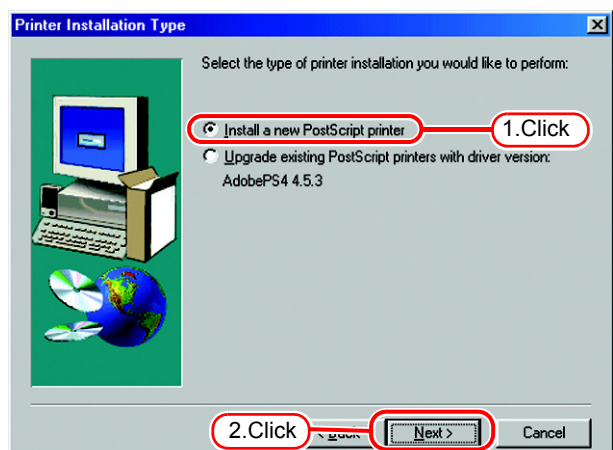 Printer Installation Type
Select the type of printer installation you would like to perform:
Install a new PostScript printer
1.Click
Upgrade existing PostScript printers with driver version:
AdobePS4 4.5.3
2.Click
Next >
Cancel